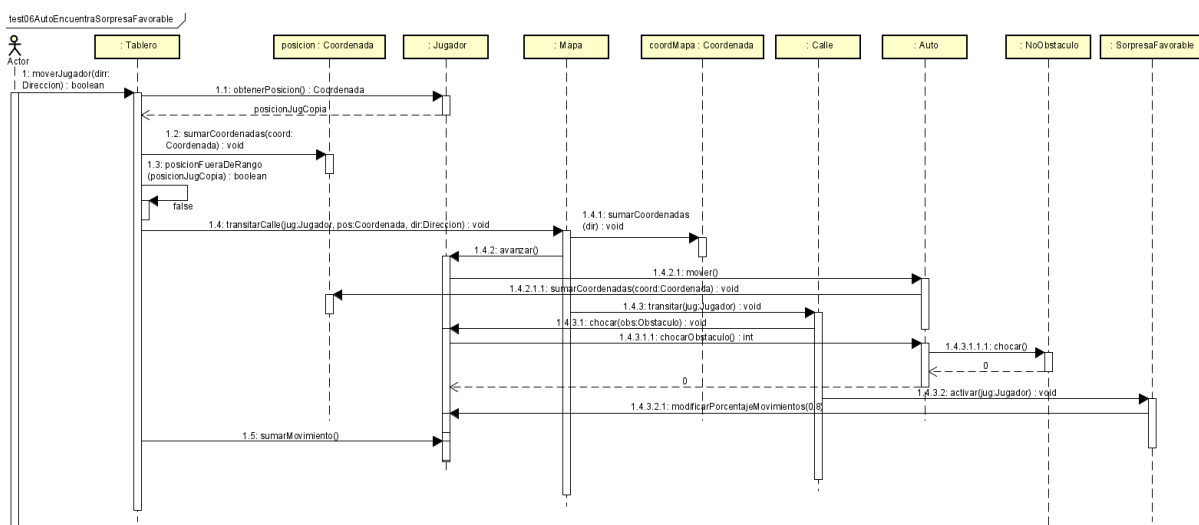 test06AutoEncuentraSorpresaFavorable
: Tablero
posicion : Coordenada
: Jugador
: Mapa
coordMapa : Coordenada
: Calle
: Auto
: NoObstaculo
: SorpresaFavorable
Actor
1: moverJugador(dirr:
Direccion) : boolean
1.1: obtenerPosicion() : Coordenada
posicionJugCopia
1.2: sumarCoordenadas(coord:
Coordenada) : void
1.3: posicionFueraDeRango
(posicionJugCopia) : boolean
false
1.4: transitarCalle(jug:Jugador, pos:Coordenada, dir:Direccion) : void
1.4.1: sumarCoordenadas
(dir) : void
1.4.2: avanzar()
1.4.2.1: mover()
1.4.2.1.1: sumarCoordenadas(coord:Coordenada) : void
1.4.3: transitar(jug:Jugador) : void
1.4.3.1: chocar(obs:Obstaculo) : void
1.4.3.1.1: chocarObstaculo() : int
1.4.3.1.1.1: chocar()
0
0
1.4.3.2: activar(jug:Jugador) : void
1.4.3.2.1: modificarPorcentajeMovimientos(0,8)
1.5: sumarMovimiento()